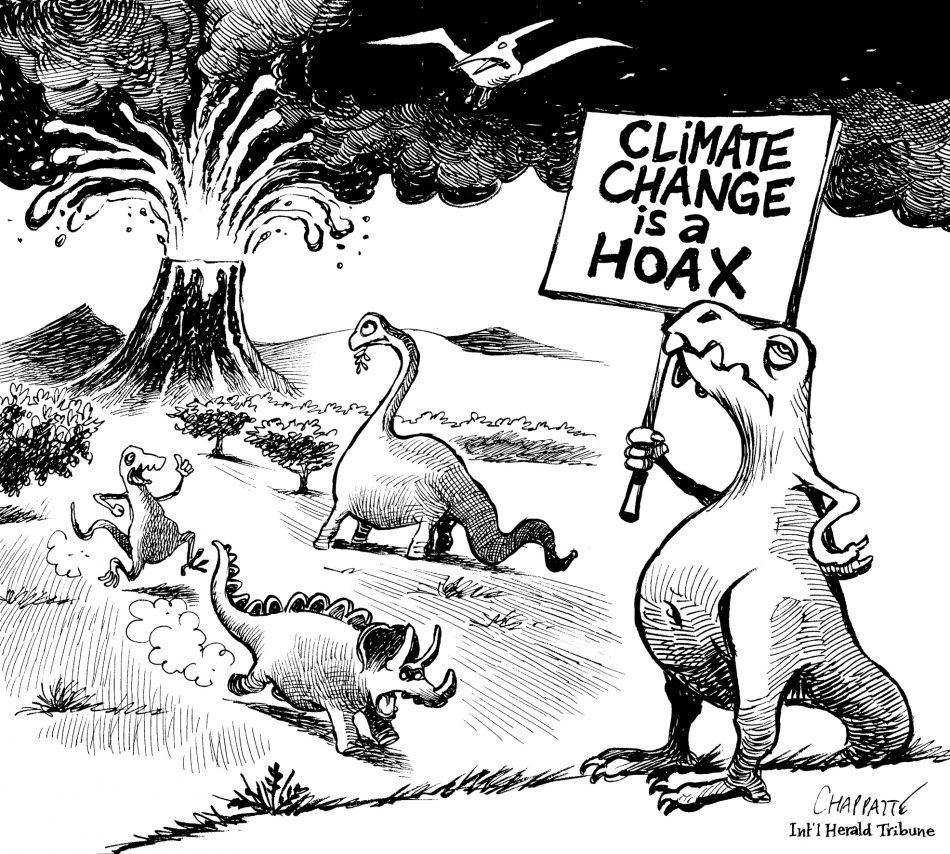 CLiMATE
CHANGE
is a
HOAX
CHAPPATTE
Int'l Herald Tribune